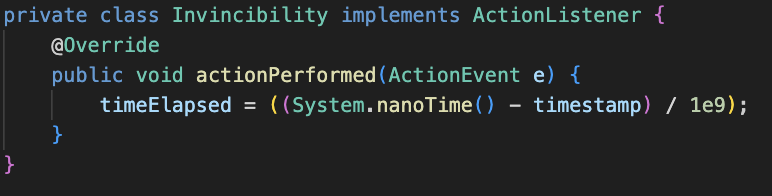 private class Invincibility implements ActionListener {
    @Override
    public void actionPerformed(ActionEvent e) {
        timeElapsed = ((System.nanoTime() - timestamp) / 1e9);
    }
}